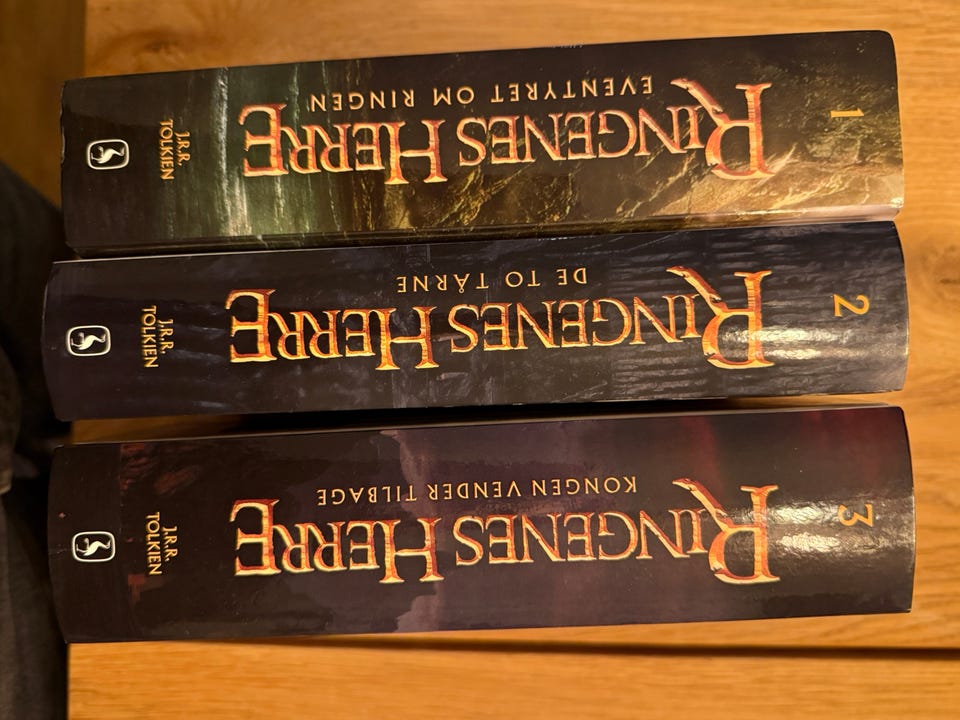 1
RINGENES HERRE
EVENTYRET OM RINGEN
J.R.R.
TOLKIEN
2
RINGENES HERRE
DE TO TÅRNE
J.R.R.
TOLKIEN
3
RINGENES HERRE
KONGEN VENDER TILBAGE
J.R.R.
TOLKIEN